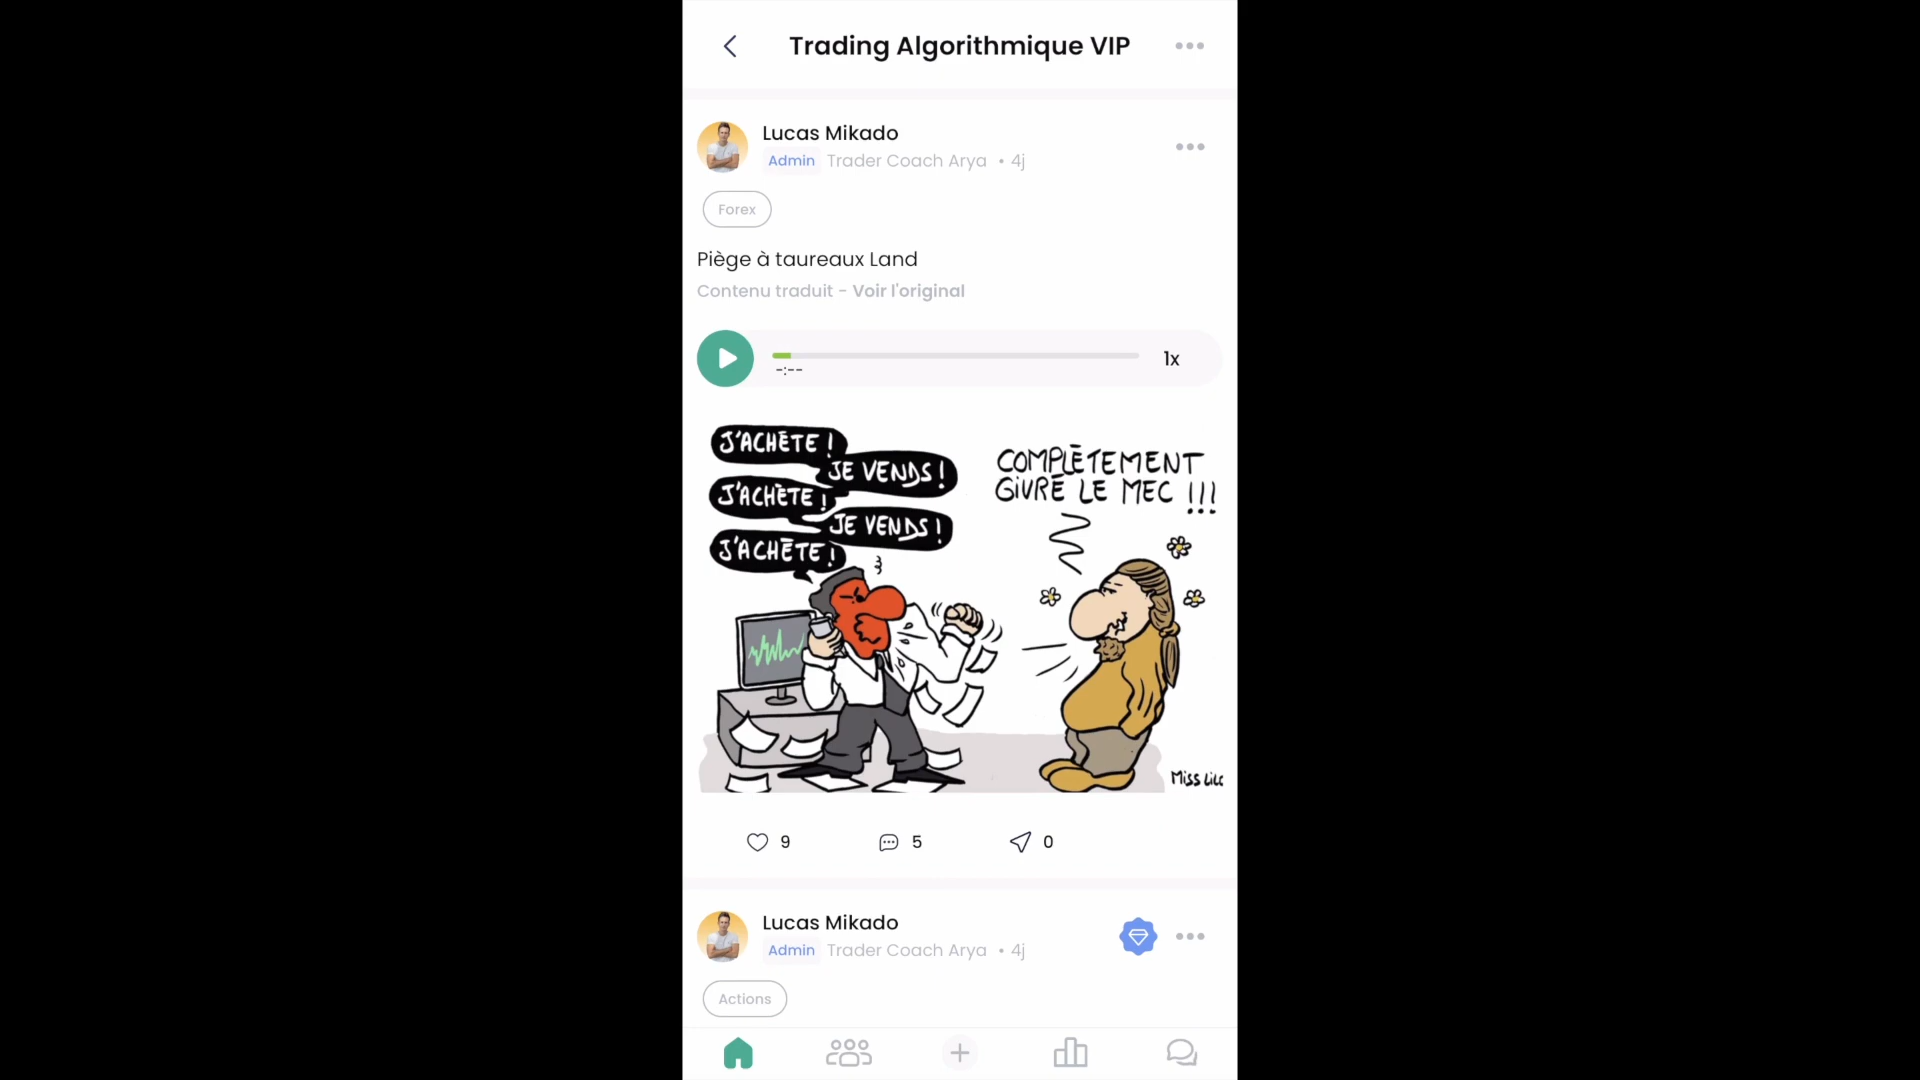 Trading Algorithmique VIP
Lucas Mikado
Admin Trader Coach Arya • 4j
Forex
Piège à taureaux Land
Contenu traduit - Voir l'original
-:--
1x
J'ACHÈTE !
JE VENDS !
J'ACHÈTE !
JE VENDS !
J'ACHÈTE !
COMPLÈTEMENT
GIVRÉ LE MEC !!!
Miss
9
5
0
Lucas Mikado
Admin Trader Coach Arya • 4j
Actions